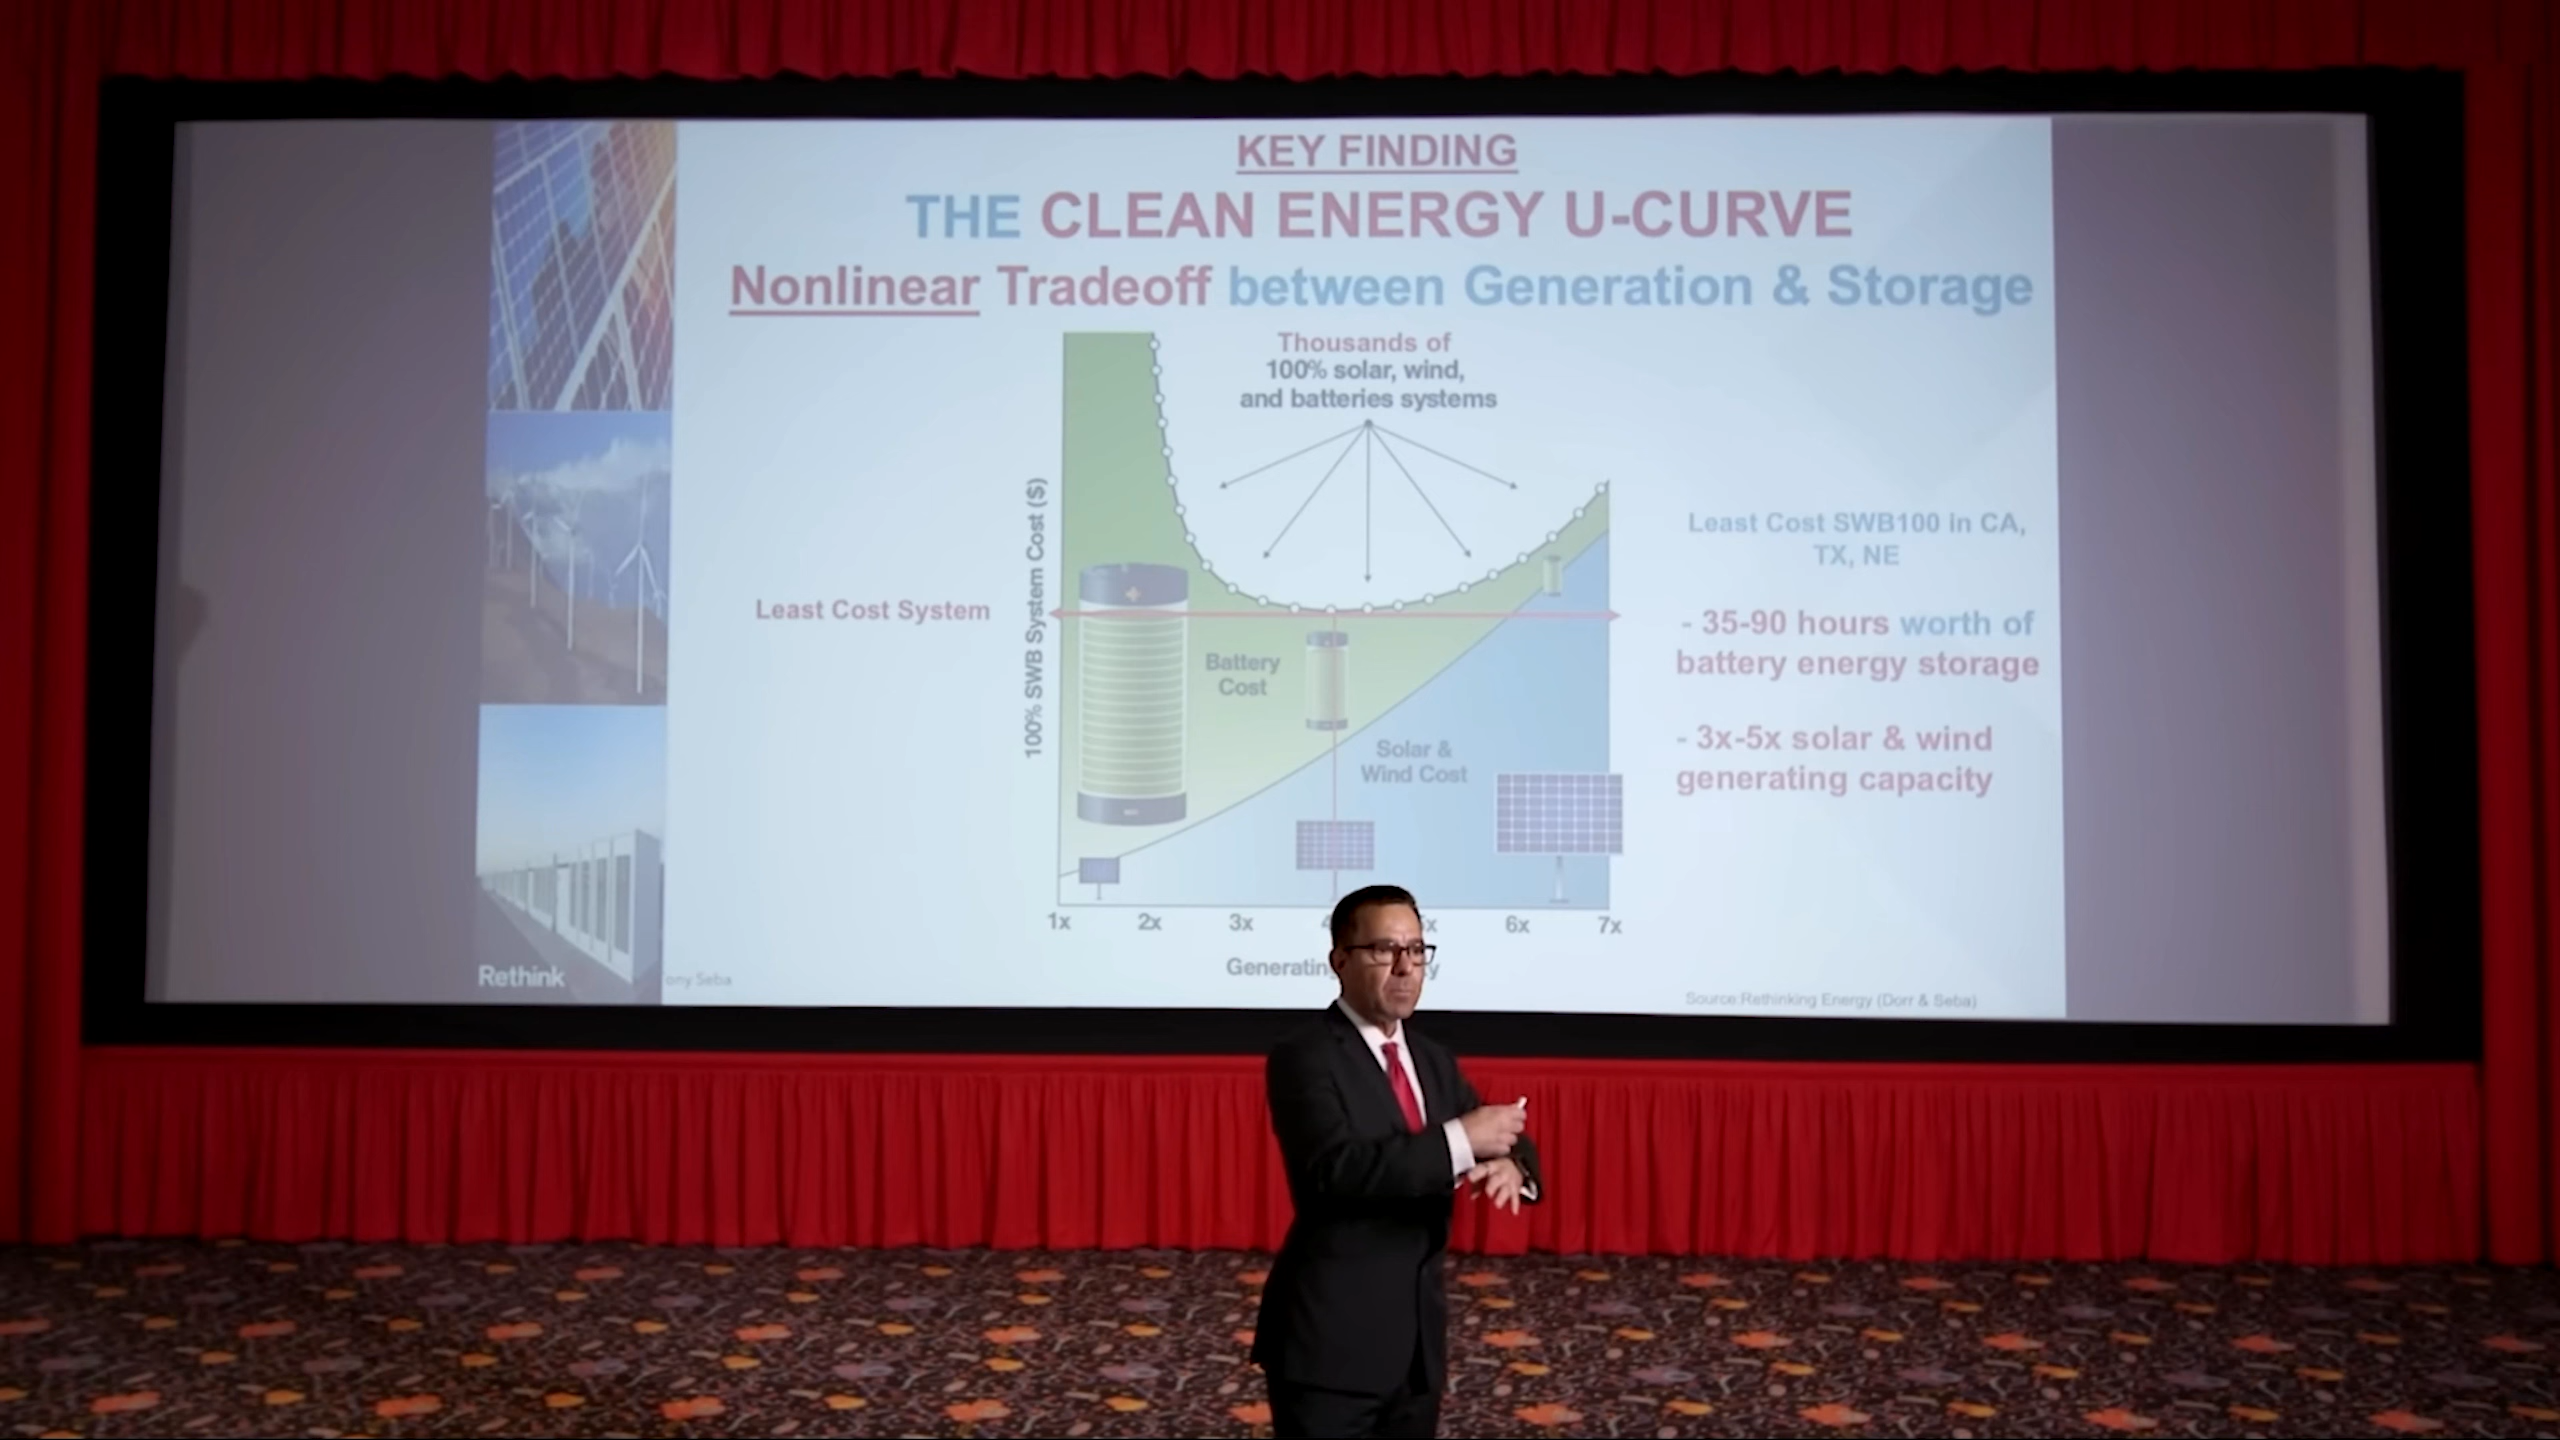 KEY FINDING
THE CLEAN ENERGY U-CURVE
Nonlinear Tradeoff between Generation & Storage
Thousands of
100% solar, wind,
and batteries systems
100% SWB System Cost ($)
Least Cost System
Battery
Cost
Solar &
Wind Cost
Least Cost SWB100 in CA,
TX, NE
- 35-90 hours worth of
battery energy storage
- 3x-5x solar & wind
generating capacity
1x 2x 3x 6x 7x
Rethink
Seba
Source:Rethinking Energy (Dorr & Seba)